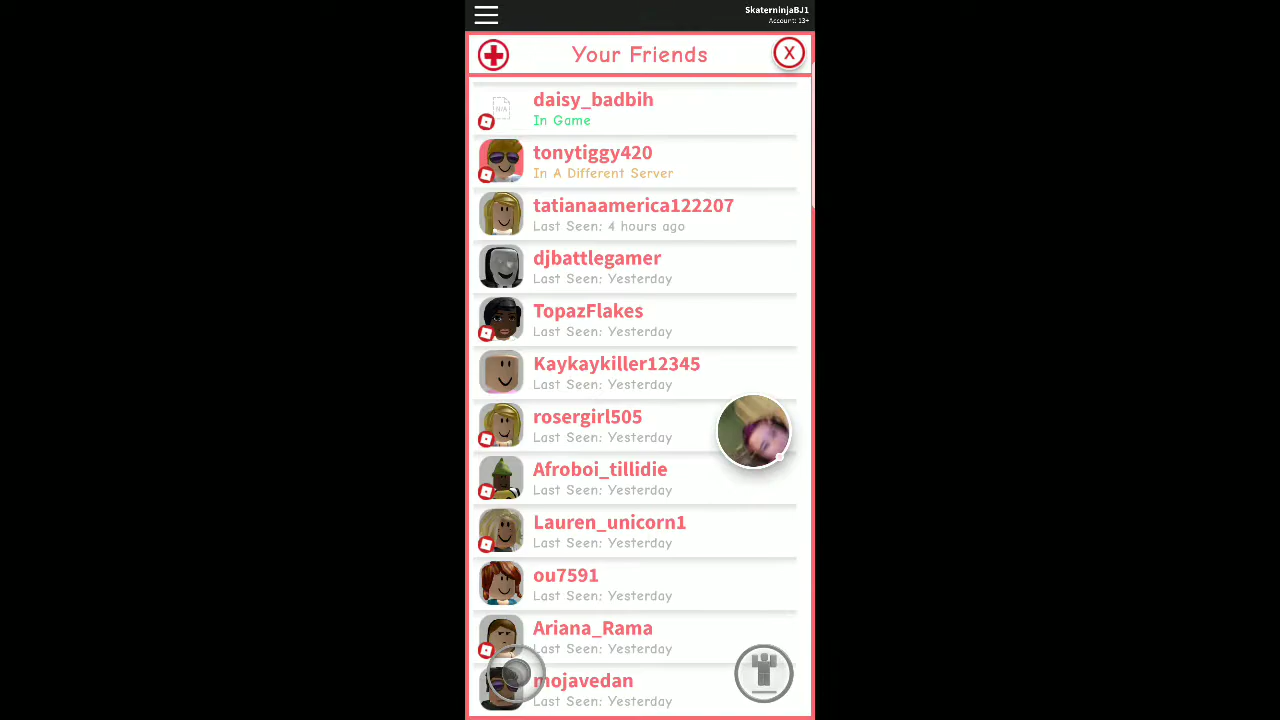 SkaterninjaBJ1
Account: 13+
Your Friends
X
N/A
daisy_badbih
In Game
tonytiggy420
In A Different Server
tatianaamerica122207
Last Seen: 4 hours ago
djbattlegamer
Last Seen: Yesterday
TopazFlakes
Last Seen: Yesterday
Kaykaykiller12345
Last Seen: Yesterday
rosergirl505
Last Seen: Yesterday
Afroboi_tillidie
Last Seen: Yesterday
Lauren_unicorn1
Last Seen: Yesterday
ou7591
Last Seen: Yesterday
Ariana_Rama
Last Seen: Yesterday
mojavedan
Last Seen: Yesterday